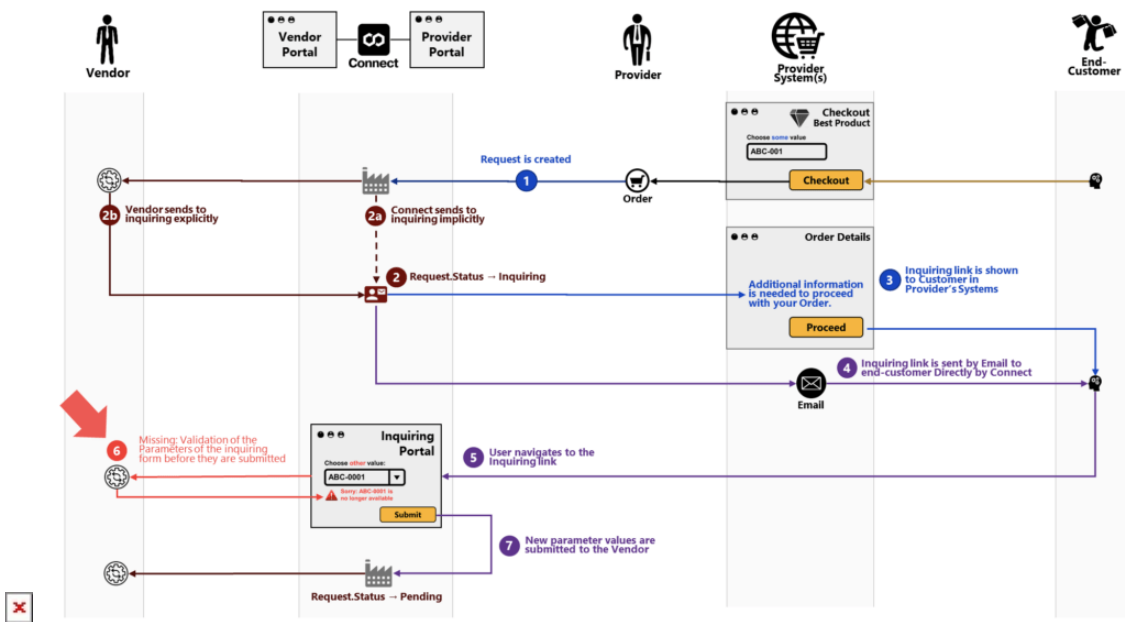 Vendor
Portal
Connect
Provider
Portal
Vendor
Provider
Provider
System(s)
End-
Customer
Checkout
Best Product
Choose some value
ABC-001
Checkout
Request is created
1
Order
2b
Vendor sends to
inquiring explicitly
2a
Connect sends to
inquiring implicitly
Order Details
2
Request.Status → Inquiring
Additional information
is needed to proceed
with your Order.
Proceed
3
Inquiring link is shown
to Customer in
Provider's Systems
4
Inquiring link is sent by Email to
end-customer Directly by Connect
Email
6
Missing: Validation of the
Parameters of the inquiring
form before they are submitted
Inquiring
Portal
Choose other value:
ABC-0001
Sorry: ABC-0001 is
no longer available
Submit
5
User navigates to the
Inquiring link
7
New parameter values are
submitted to the Vendor
Request.Status → Pending